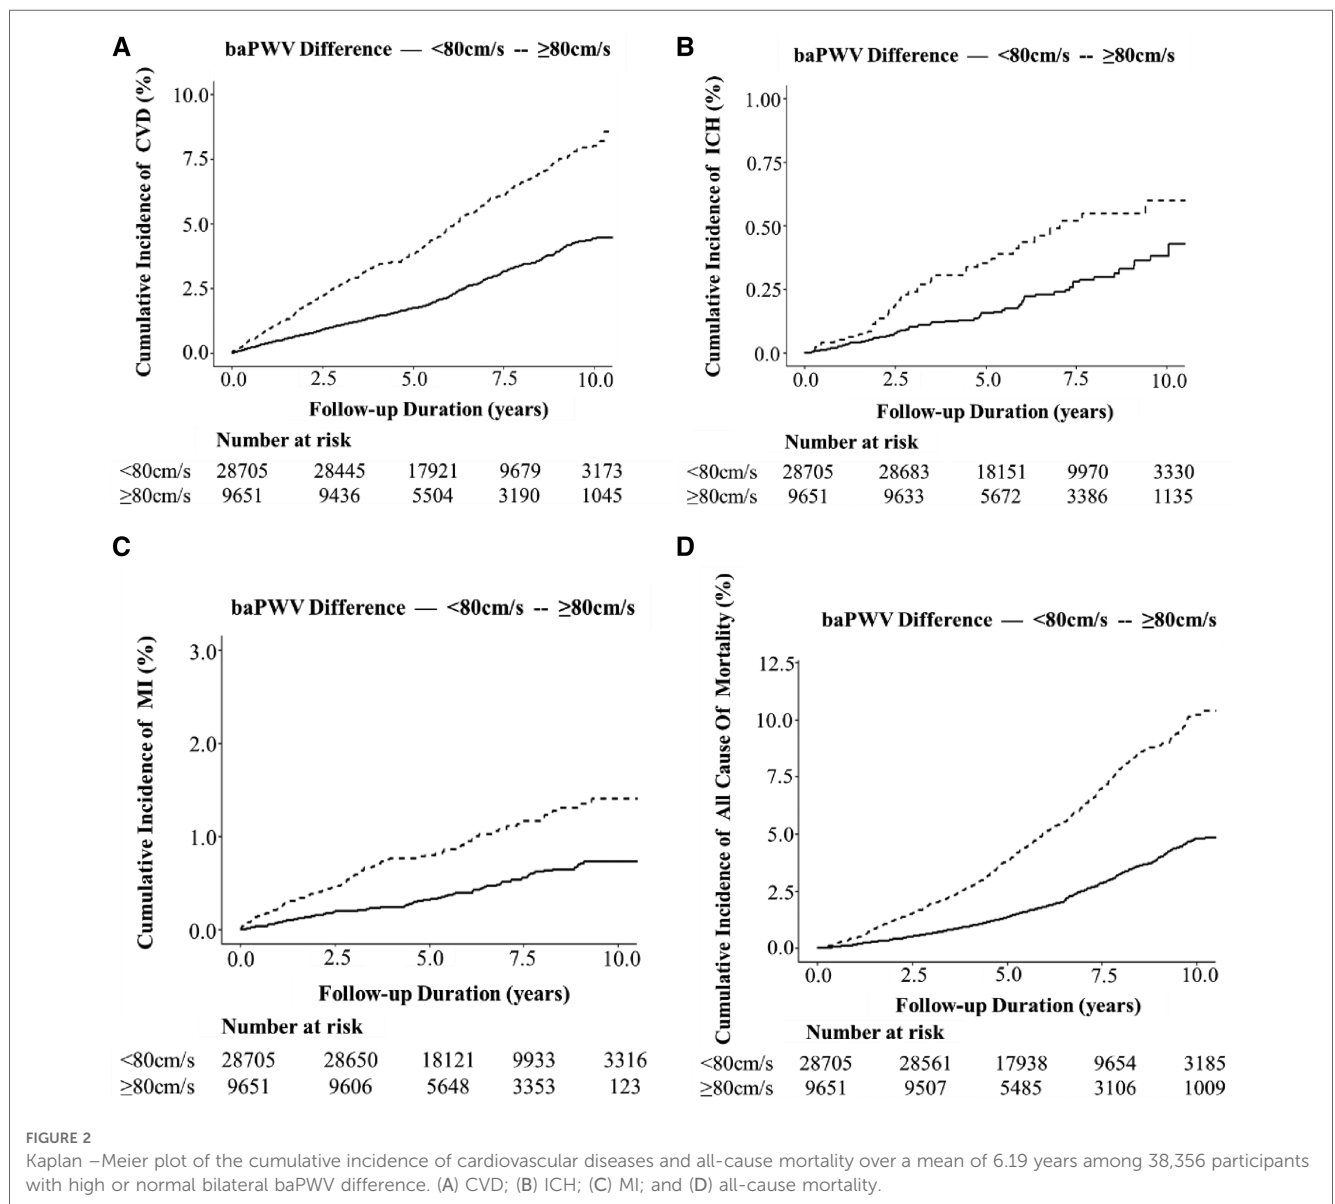 A
baPWV Difference — <80cm/s -- ≥80cm/s
Cumulative Incidence of CVD (%)
10.0
7.5
5.0
2.5
0.0
0.0 2.5 5.0 7.5 10.0
Follow-up Duration (years)
Number at risk
<80cm/s 28705 28445 17921 9679 3173
≥80cm/s 9651 9436 5504 3190 1045
B
baPWV Difference — <80cm/s -- ≥80cm/s
Cumulative Incidence of ICH (%)
1.00
0.75
0.50
0.25
0.0
0.0 2.5 5.0 7.5 10.0
Follow-up Duration (years)
Number at risk
<80cm/s 28705 28683 18151 9970 3330
≥80cm/s 9651 9633 5672 3386 1135
C
baPWV Difference — <80cm/s -- ≥80cm/s
Cumulative Incidence of MI (%)
3.0
2.0
1.0
0.0
0.0 2.5 5.0 7.5 10.0
Follow-up Duration (years)
Number at risk
<80cm/s 28705 28650 18121 9933 3316
≥80cm/s 9651 9606 5648 3353 123
D
baPWV Difference — <80cm/s -- ≥80cm/s
Cumulative Incidence of All Cause Of Mortality (%)
12.5
10.0
7.5
5.0
2.5
0.0
0.0 2.5 5.0 7.5 10.0
Follow-up Duration (years)
Number at risk
<80cm/s 28705 28561 17938 9654 3185
≥80cm/s 9651 9507 5485 3106 1009
FIGURE 2
Kaplan –Meier plot of the cumulative incidence of cardiovascular diseases and all-cause mortality over a mean of 6.19 years among 38,356 participants
with high or normal bilateral baPWV difference. (A) CVD; (B) ICH; (C) MI; and (D) all-cause mortality.